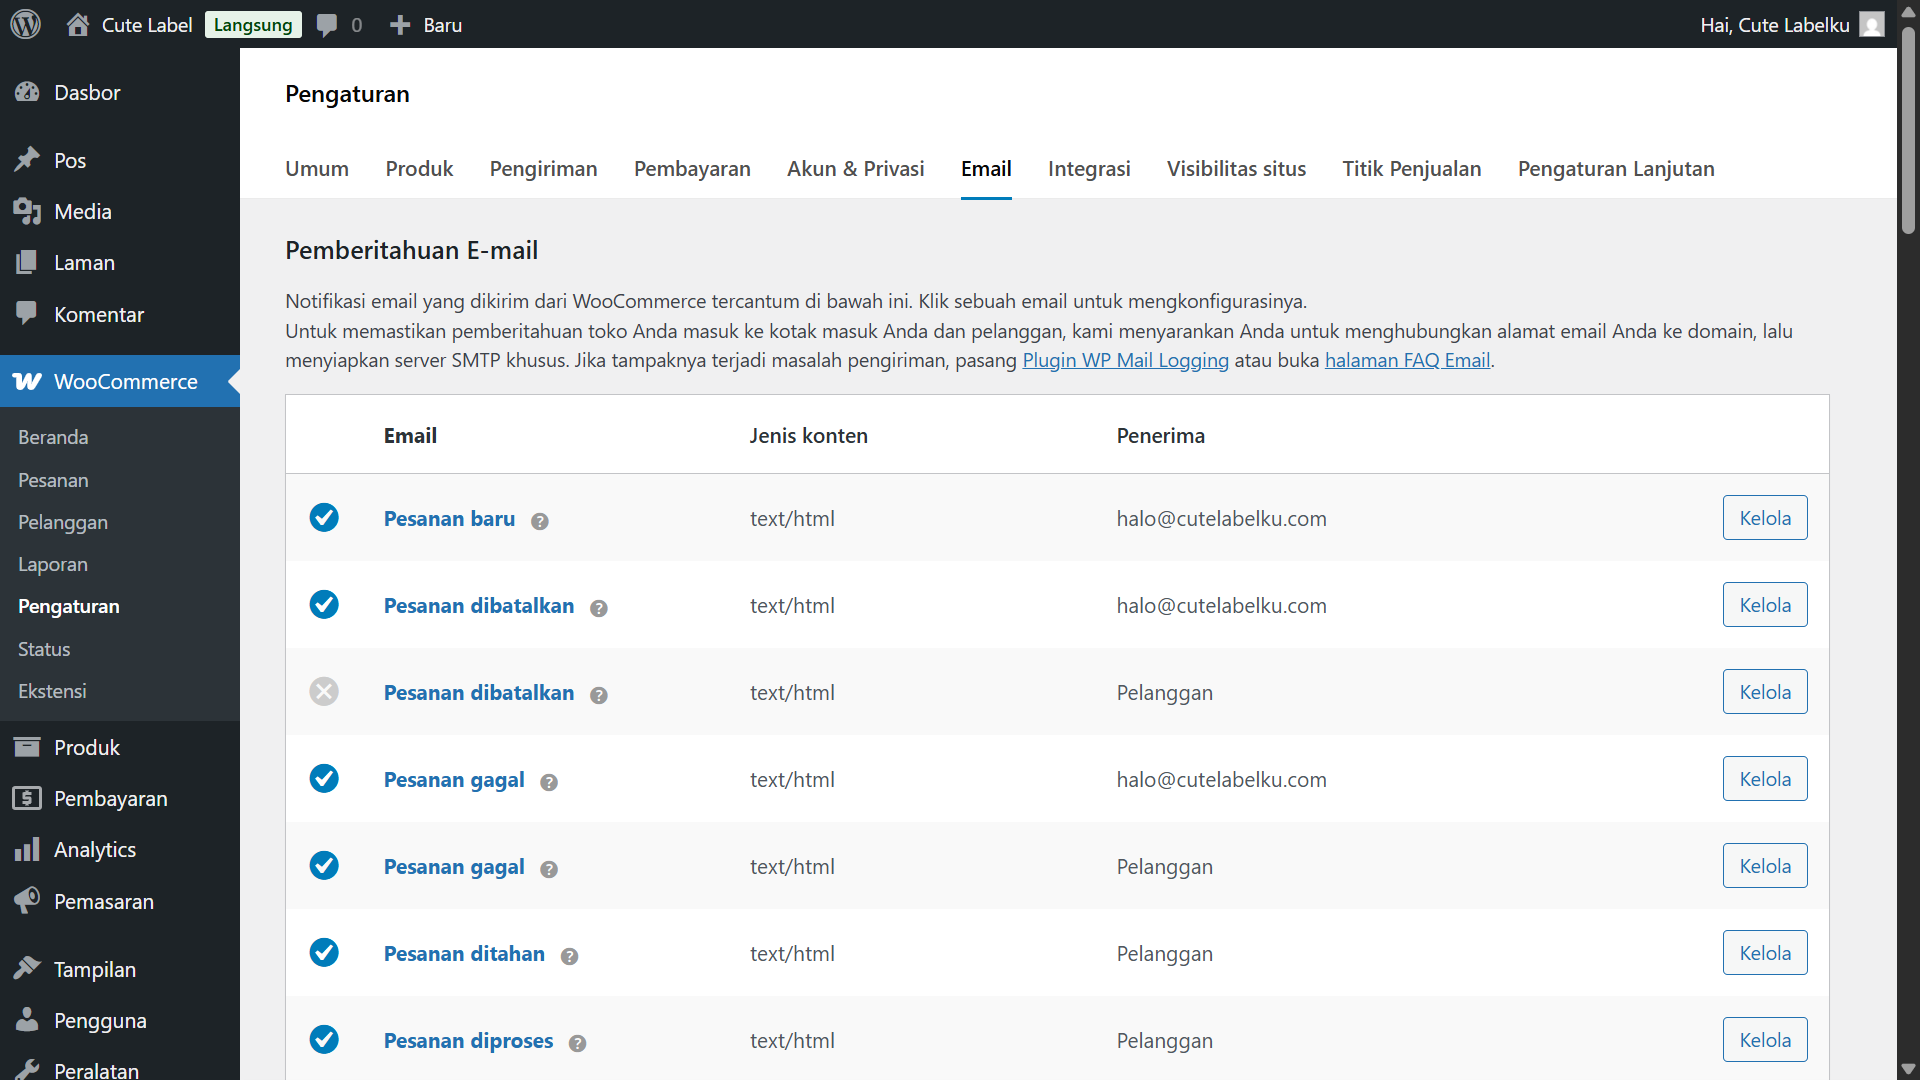 Cute Label
Langsung
0
Baru
Hai, Cute Labelku
Dasbor
Pos
Media
Laman
Komentar
WooCommerce
Beranda
Pesanan
Pelanggan
Laporan
Pengaturan
Status
Ekstensi
Produk
Pembayaran
Analytics
Pemasaran
Tampilan
Pengguna
Peralatan
Pengaturan
Umum Produk Pengiriman Pembayaran Akun & Privasi Email Integrasi Visibilitas situs Titik Penjualan Pengaturan Lanjutan
Pemberitahuan E-mail
Notifikasi email yang dikirim dari WooCommerce tercantum di bawah ini. Klik sebuah email untuk mengkonfigurasinya.
Untuk memastikan pemberitahuan toko Anda masuk ke kotak masuk Anda dan pelanggan, kami menyarankan Anda untuk menghubungkan alamat email Anda ke domain, lalu
menyiapkan server SMTP khusus. Jika tampaknya terjadi masalah pengiriman, pasang Plugin WP Mail Logging atau buka halaman FAQ Email.
Email Jenis konten Penerima
Pesanan baru ? text/html halo@cutelabelku.com Kelola
Pesanan dibatalkan ? text/html halo@cutelabelku.com Kelola
Pesanan dibatalkan ? text/html Pelanggan Kelola
Pesanan gagal ? text/html halo@cutelabelku.com Kelola
Pesanan gagal ? text/html Pelanggan Kelola
Pesanan ditahan ? text/html Pelanggan Kelola
Pesanan diproses ? text/html Pelanggan Kelola